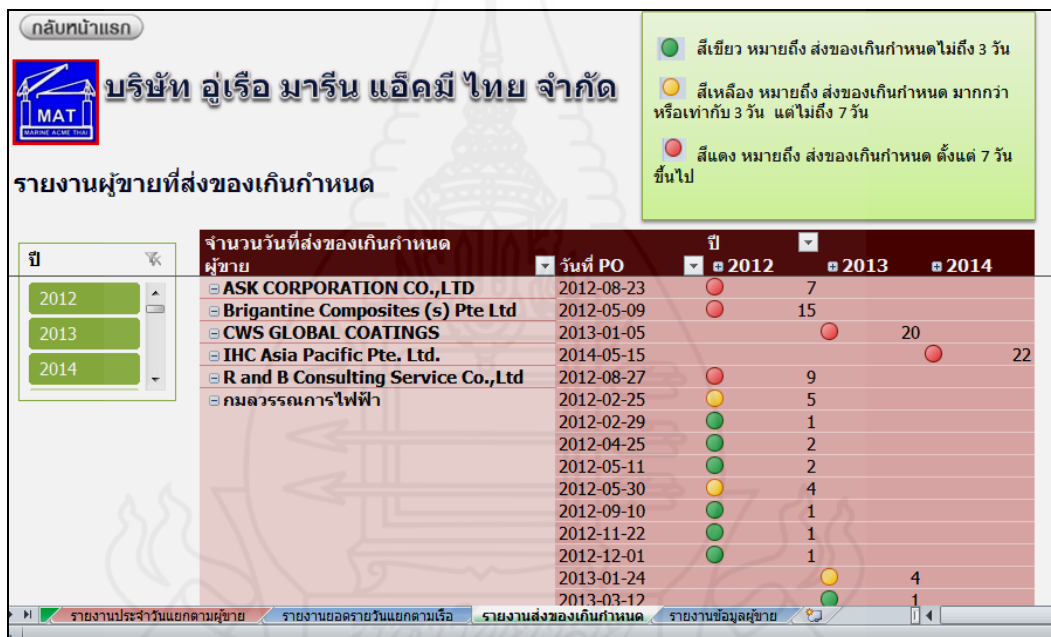 กลับหน้าแรก
MAT
MARINE ACME THAI
บริษัท อู่เรือ มารีน แอ็คมี ไทย จำกัด
รายงานผู้ขายที่ส่งของเกินกำหนด
สีเขียว หมายถึง ส่งของเกินกำหนดไม่ถึง 3 วัน
สีเหลือง หมายถึง ส่งของเกินกำหนด มากกว่า
หรือเท่ากับ 3 วัน แต่ไม่ถึง 7 วัน
สีแดง หมายถึง ส่งของเกินกำหนด ตั้งแต่ 7 วัน
ขึ้นไป
ปี
2012
2013
2014
จำนวนวันที่ส่งของเกินกำหนด ปี
ผู้ขาย วันที่ PO 2012 2013 2014
ASK CORPORATION CO.,LTD 2012-08-23 7
Brigantine Composites (s) Pte Ltd 2012-05-09 15
CWS GLOBAL COATINGS 2013-01-05 20
IHC Asia Pacific Pte. Ltd. 2014-05-15 22
R and B Consulting Service Co.,Ltd 2012-08-27 9
กมลวรรณการไฟฟ้า 2012-02-25 5
2012-02-29 1
2012-04-25 2
2012-05-11 2
2012-05-30 4
2012-09-10 1
2012-11-22 1
2012-12-01 1
2013-01-24 4
2013-03-12 1
รายงานประจำวันแยกตามผู้ขาย รายงานยอดรายวันแยกตามเรือ รายงานส่งของเกินกำหนด รายงานข้อมูลผู้ขาย